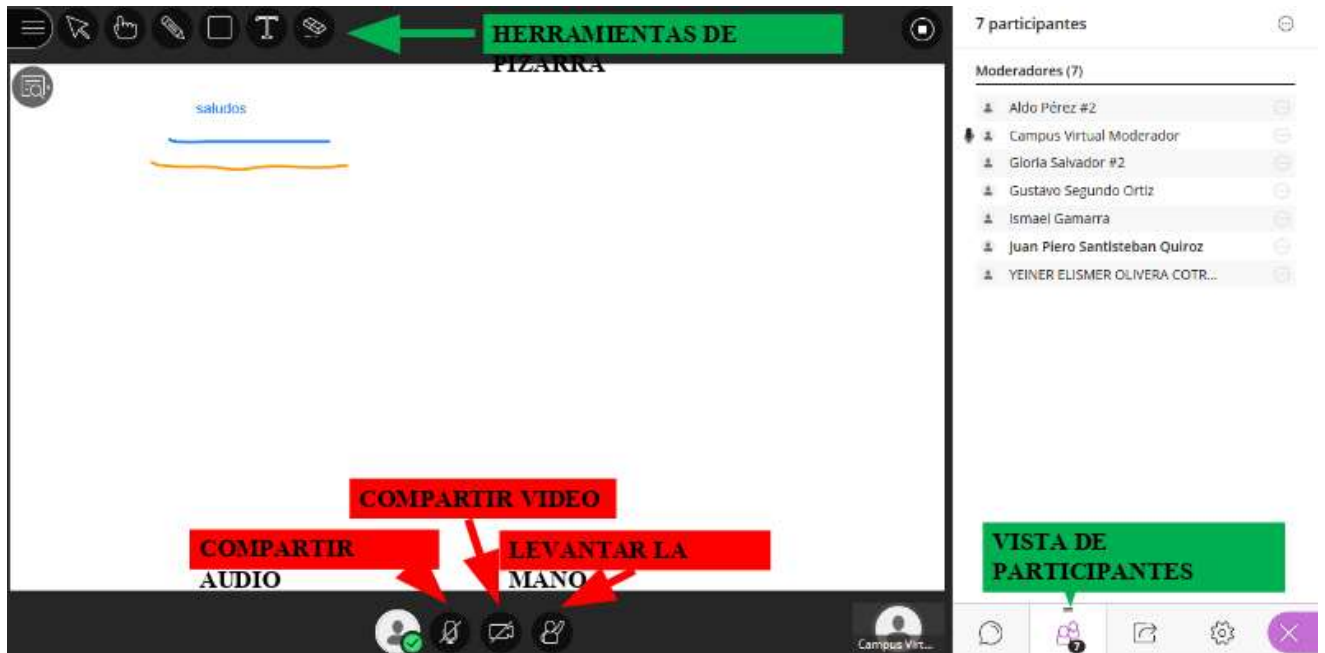 HERRAMIENTAS DE
PIZARRA
saludos
COMPARTIR VIDEO
COMPARTIR
AUDIO
LEVANTAR LA
MANO
Campus Virt...
7 participantes
Moderadores (7)
Aldo Pérez #2
Campus Virtual Moderador
Gloria Salvador #2
Gustavo Segundo Ortiz
Ismael Gamarra
Juan Piero Santisteban Quiroz
YEINER ELISMER OLIVERA COTR...
VISTA DE
PARTICIPANTES
7